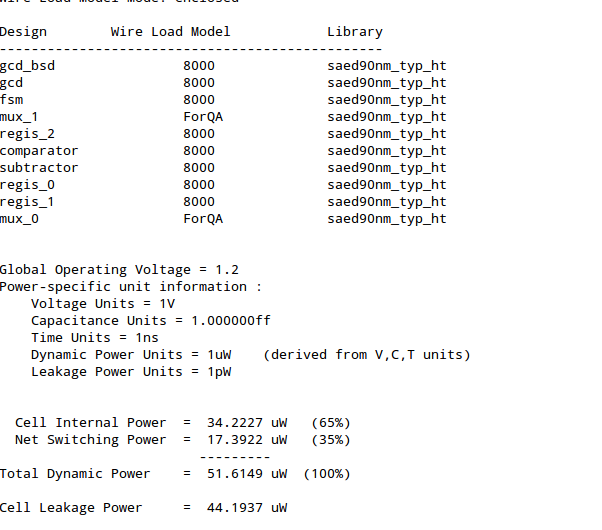 Wire Load Model Mode: enclosed
Design Wire Load Model Library
------------------------------------------------
gcd_bsd 8000 saed90nm_typ_ht
gcd 8000 saed90nm_typ_ht
fsm 8000 saed90nm_typ_ht
mux_1 ForQA saed90nm_typ_ht
regis_2 8000 saed90nm_typ_ht
comparator 8000 saed90nm_typ_ht
subtractor 8000 saed90nm_typ_ht
regis_0 8000 saed90nm_typ_ht
regis_1 8000 saed90nm_typ_ht
mux_0 ForQA saed90nm_typ_ht
Global Operating Voltage = 1.2
Power-specific unit information :
Voltage Units = 1V
Capacitance Units = 1.000000ff
Time Units = 1ns
Dynamic Power Units = 1uW (derived from V,C,T units)
Leakage Power Units = 1pW
Cell Internal Power = 34.2227 uW (65%)
Net Switching Power = 17.3922 uW (35%)
---------
Total Dynamic Power = 51.6149 uW (100%)
Cell Leakage Power = 44.1937 uW